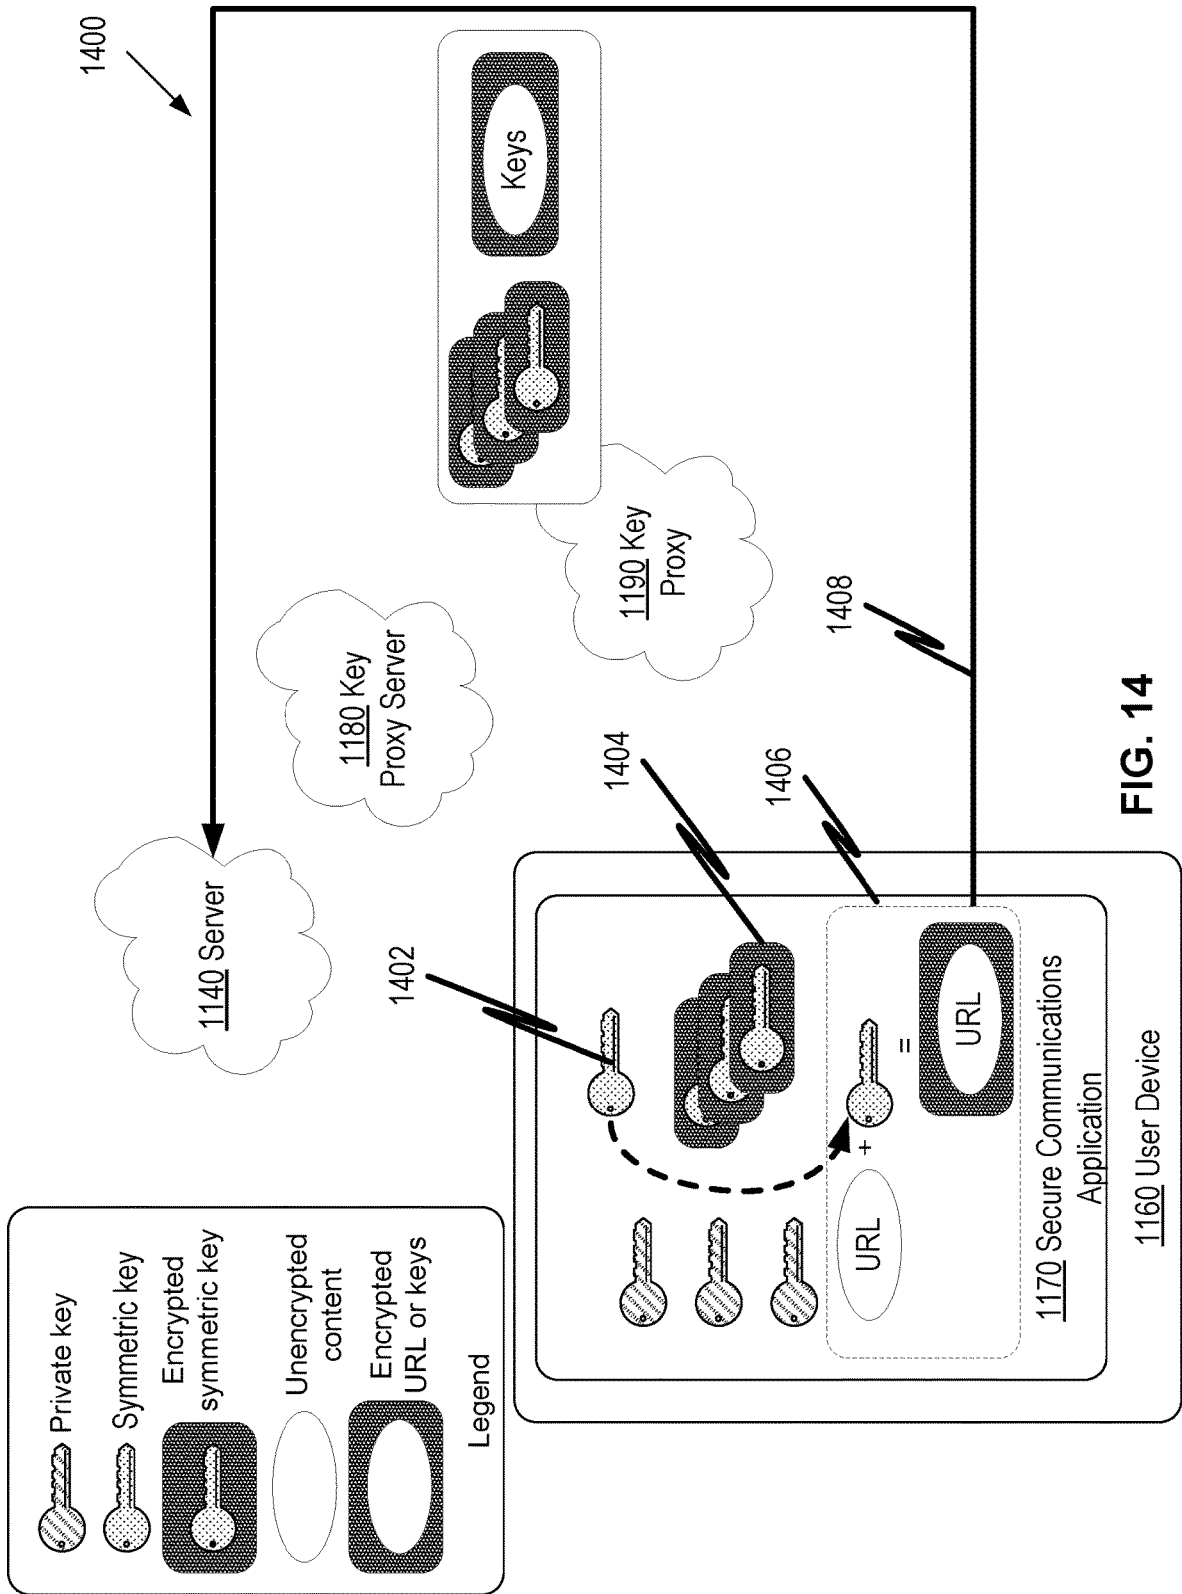 1400
Private key
Symmetric key
Encrypted
symmetric key
Unencrypted
content
Encrypted
URL or keys
Legend
1140 Server
1180 Key
Proxy Server
1190 Key
Proxy
Keys
1402
1404
1406
1408
URL
+
=
URL
1170 Secure Communications
Application
1160 User Device
FIG. 14